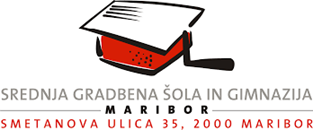 SREDNJA GRADBENA ŠOLA IN GIMNAZIJA
MARIBOR
SMETANOVA ULICA 35, 2000 MARIBOR